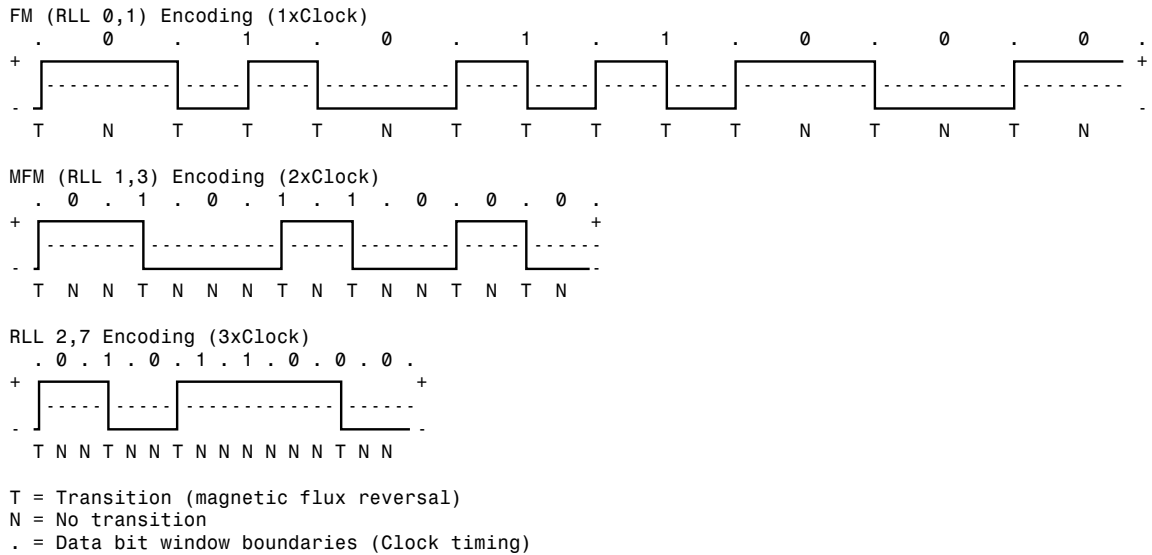 FM (RLL 0,1) Encoding (1xClock)
. 0 . 1 . 0 . 1 . 1 . 0 . 0 . 0 .
+ +
- -
T N T T T N T T T T T N T N T N
MFM (RLL 1,3) Encoding (2xClock)
. 0 . 1 . 0 . 1 . 1 . 0 . 0 . 0 .
+ +
- -
T N N T N N N T N T N N T N T N
RLL 2,7 Encoding (3xClock)
. 0 . 1 . 0 . 1 . 1 . 0 . 0 . 0 .
+ +
- -
T N N T N N T N N N N N N T N N
T = Transition (magnetic flux reversal)
N = No transition
. = Data bit window boundaries (Clock timing)